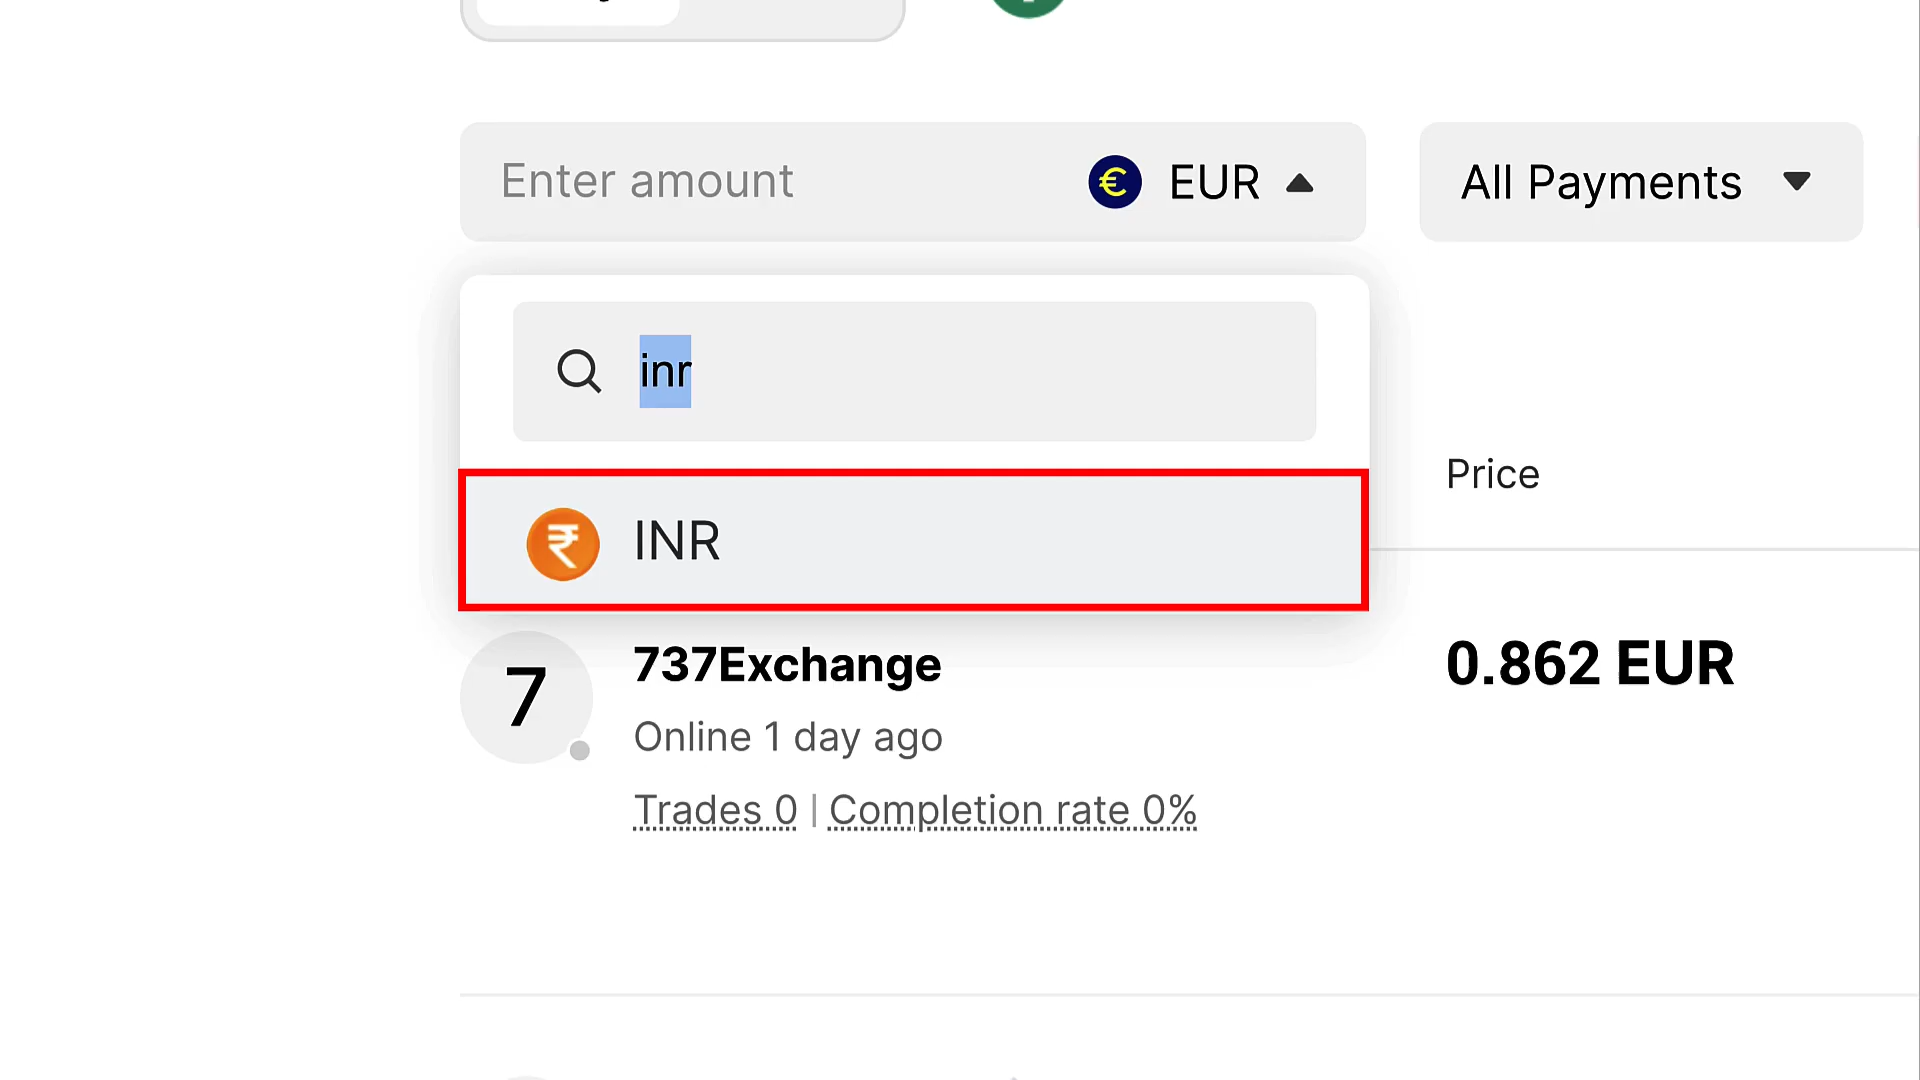 Enter amount
€ EUR
All Payments
inr
Price
₹ INR
7
737Exchange
0.862 EUR
Online 1 day ago
Trades 0 | Completion rate 0%